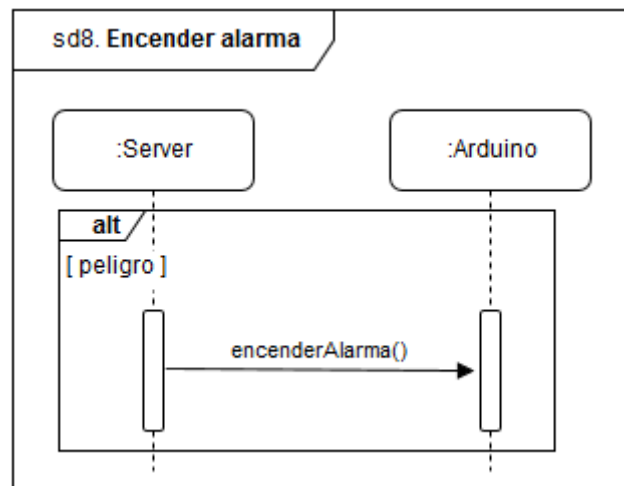 sd8. Encender alarma
:Server
:Arduino
alt
[ peligro ]
encenderAlarma()